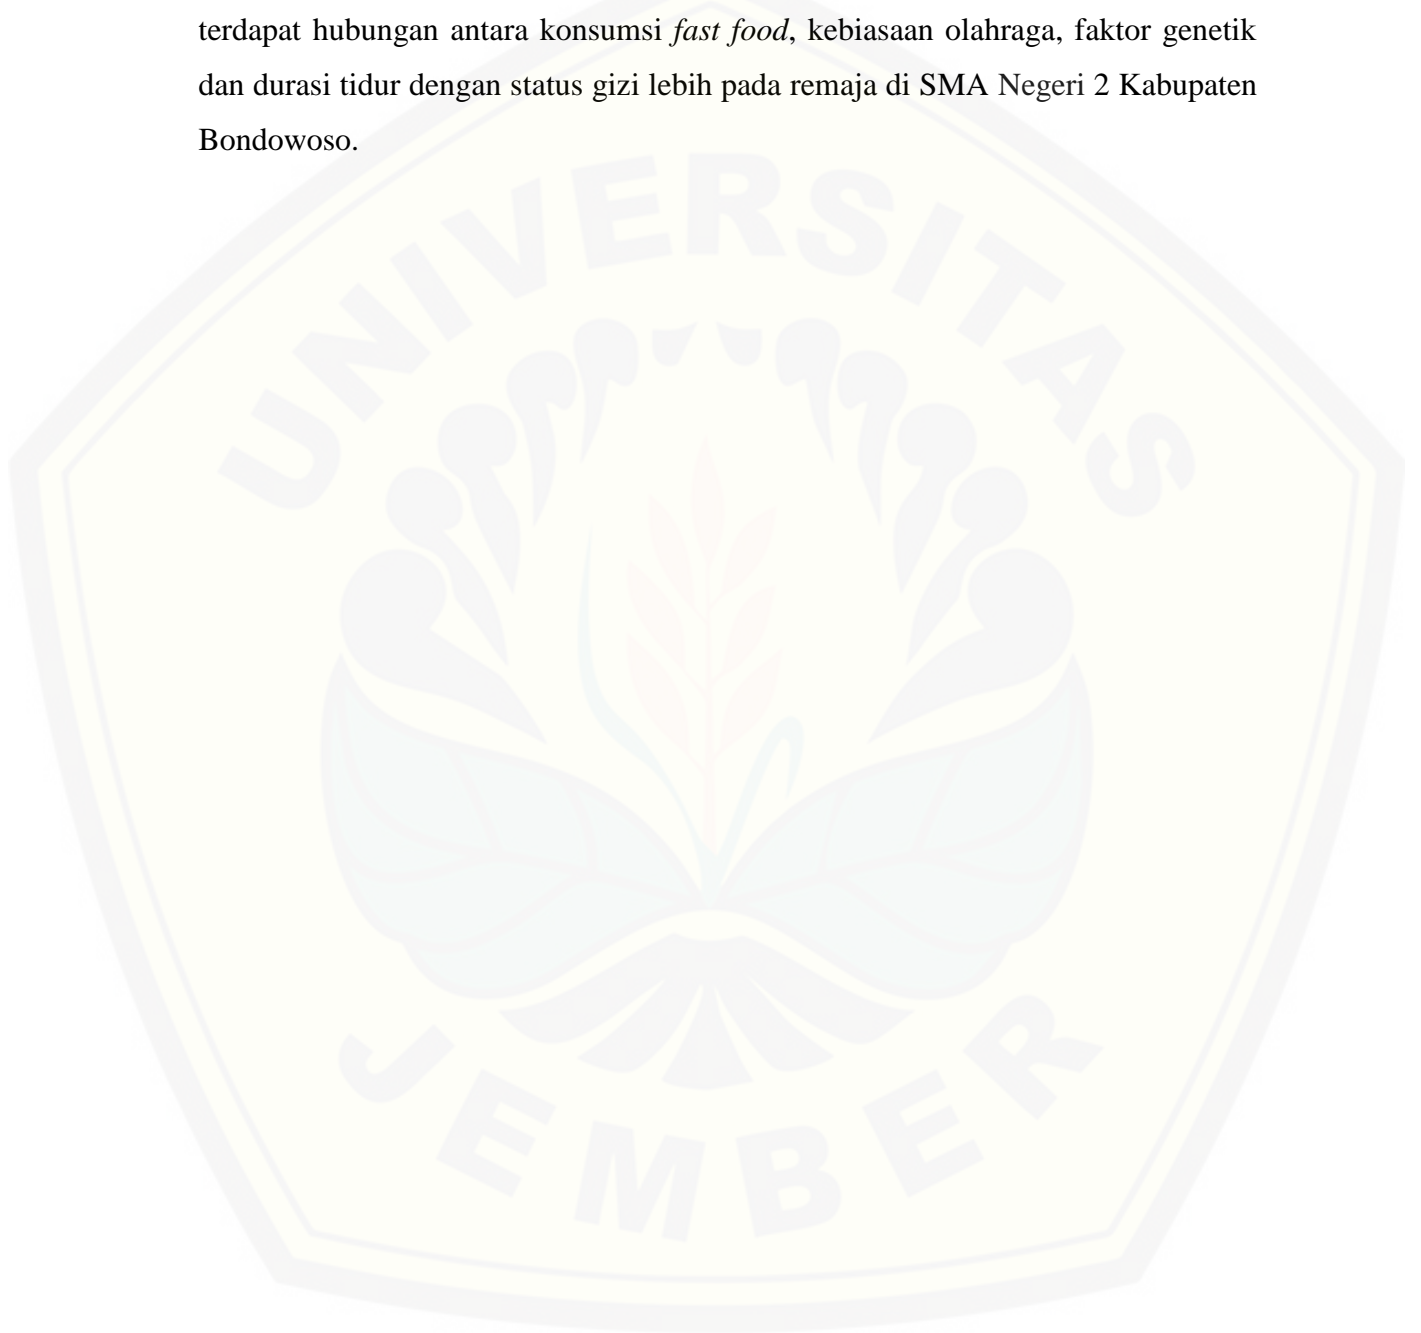 terdapat hubungan antara konsumsi fast food, kebiasaan olahraga, faktor genetik
dan durasi tidur dengan status gizi lebih pada remaja di SMA Negeri 2 Kabupaten
Bondowoso.
UNIVERSITAS
JEMBER